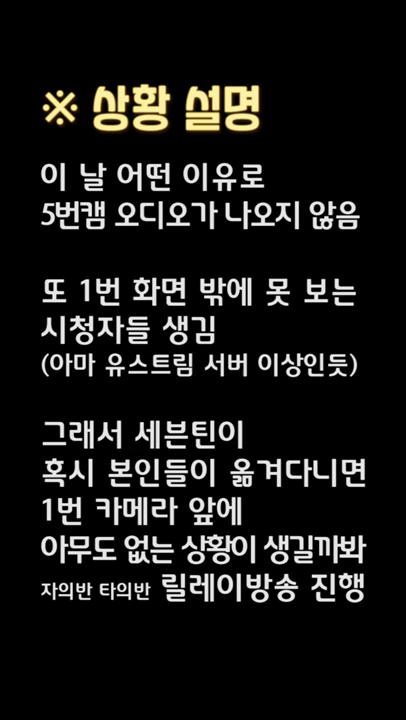 ※ 상황 설명
이 날 어떤 이유로
5번캠 오디오가 나오지 않음
또 1번 화면 밖에 못 보는
시청자들 생김
(아마 유스트림 서버 이상인듯)
그래서 세븐틴이
혹시 본인들이 옮겨다니면
1번 카메라 앞에
아무도 없는 상황이 생길까봐
자의반 타의반 릴레이방송 진행